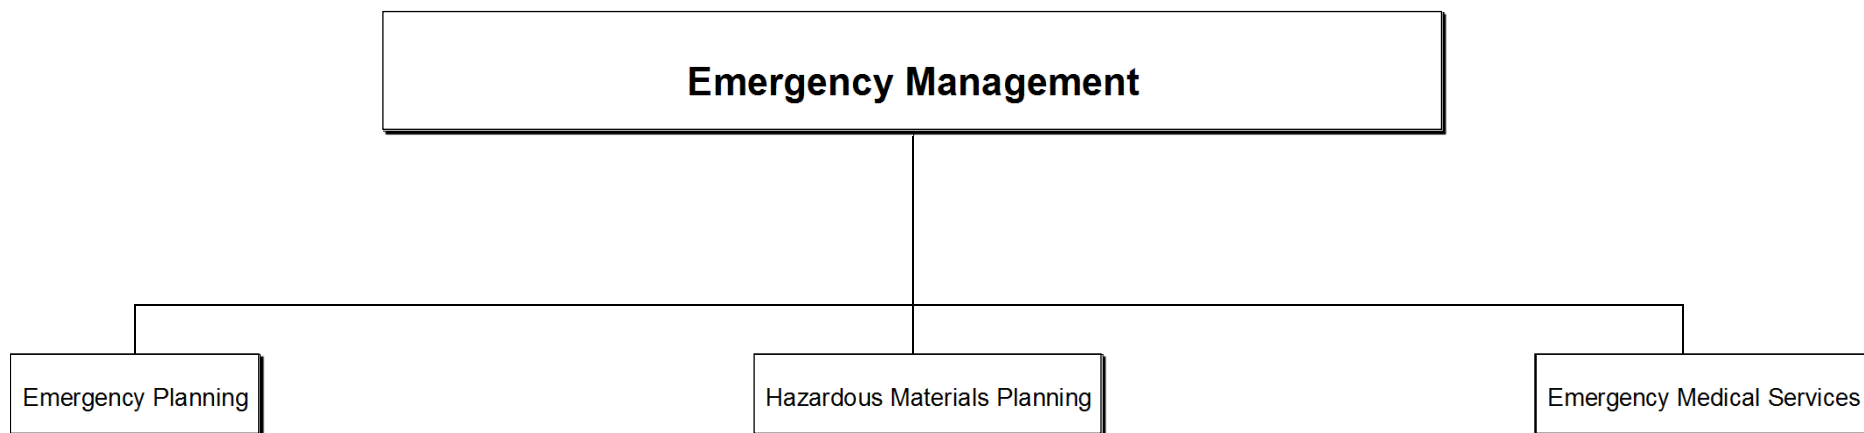 Emergency Management
Emergency Planning
Hazardous Materials Planning
Emergency Medical Services